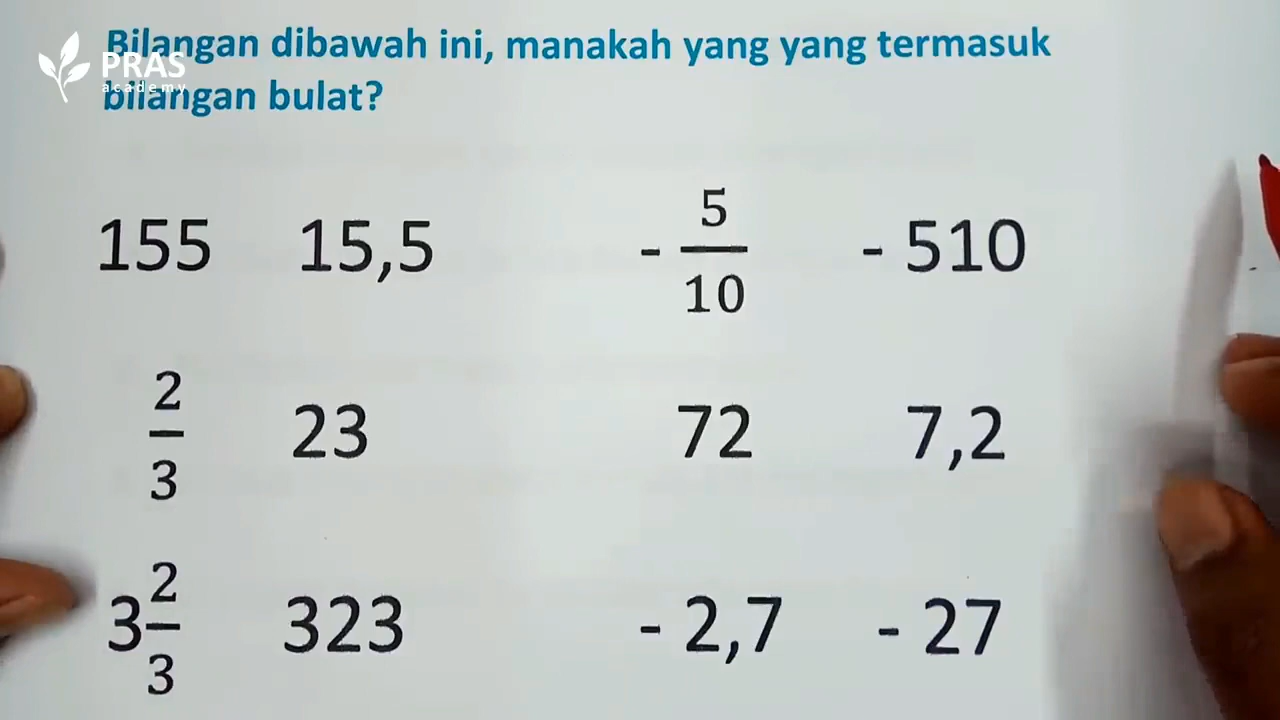 PRAS
academy
Bilangan dibawah ini, manakah yang yang termasuk
bilangan bulat?
155 15,5 - 5/10 - 510
2/3 23 72 7,2
3 2/3 323 - 2,7 - 27